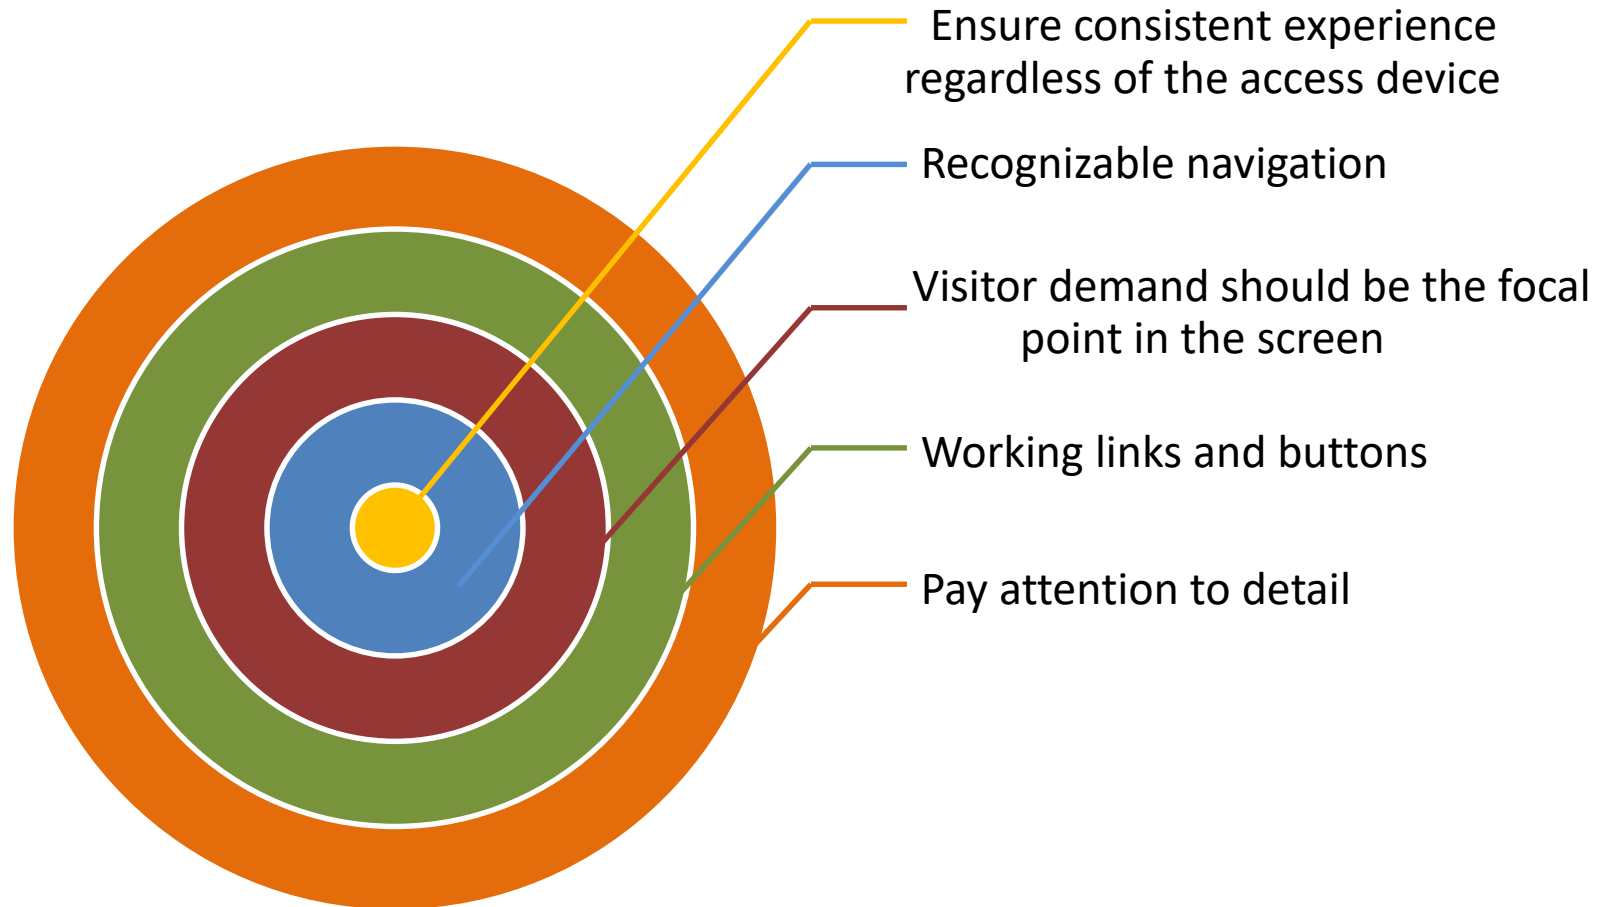 Ensure consistent experience
regardless of the access device
Recognizable navigation
Visitor demand should be the focal
point in the screen
Working links and buttons
Pay attention to detail